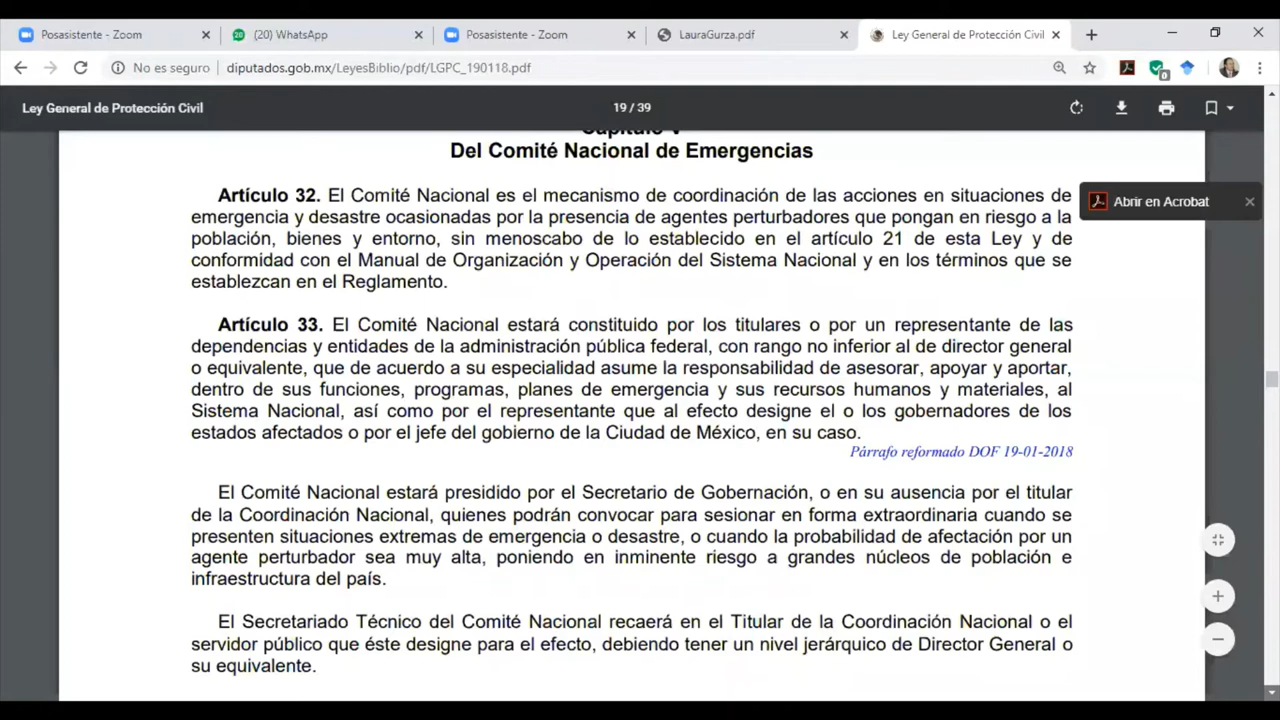 Posasistente - Zoom
(20) WhatsApp
Posasistente - Zoom
LauraGurza.pdf
Ley General de Protección Civil
No es seguro
diputados.gob.mx/LeyesBiblio/pdf/LGPC_190118.pdf
0
Ley General de Protección Civil
19 / 39
Capítulo V
Del Comité Nacional de Emergencias
Abrir en Acrobat
Artículo 32. El Comité Nacional es el mecanismo de coordinación de las acciones en situaciones de
emergencia y desastre ocasionadas por la presencia de agentes perturbadores que pongan en riesgo a la
población, bienes y entorno, sin menoscabo de lo establecido en el artículo 21 de esta Ley y de
conformidad con el Manual de Organización y Operación del Sistema Nacional y en los términos que se
establezcan en el Reglamento.
Artículo 33. El Comité Nacional estará constituido por los titulares o por un representante de las
dependencias y entidades de la administración pública federal, con rango no inferior al de director general
o equivalente, que de acuerdo a su especialidad asume la responsabilidad de asesorar, apoyar y aportar,
dentro de sus funciones, programas, planes de emergencia y sus recursos humanos y materiales, al
Sistema Nacional, así como por el representante que al efecto designe el o los gobernadores de los
estados afectados o por el jefe del gobierno de la Ciudad de México, en su caso.
Párrafo reformado DOF 19-01-2018
El Comité Nacional estará presidido por el Secretario de Gobernación, o en su ausencia por el titular
de la Coordinación Nacional, quienes podrán convocar para sesionar en forma extraordinaria cuando se
presenten situaciones extremas de emergencia o desastre, o cuando la probabilidad de afectación por un
agente perturbador sea muy alta, poniendo en inminente riesgo a grandes núcleos de población e
infraestructura del país.
El Secretariado Técnico del Comité Nacional recaerá en el Titular de la Coordinación Nacional o el
servidor público que éste designe para el efecto, debiendo tener un nivel jerárquico de Director General o
su equivalente.